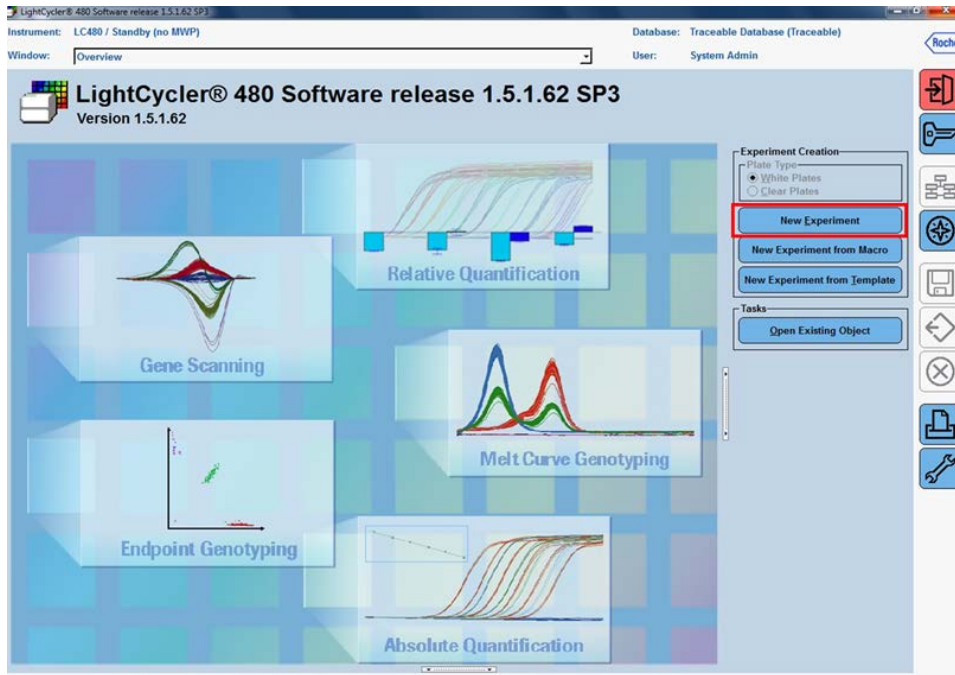 LightCycler® 480 Software release 1.5.1.62 SP3
Instrument: LC480 / Standby (no MWP) Database: Traceable Database (Traceable)
Window: Overview User: System Admin
LightCycler® 480 Software release 1.5.1.62 SP3
Version 1.5.1.62
Experiment Creation
Plate Type
White Plates
Clear Plates
New Experiment
New Experiment from Macro
New Experiment from Template
Tasks
Open Existing Object
Relative Quantification
Gene Scanning
Melt Curve Genotyping
Endpoint Genotyping
Absolute Quantification